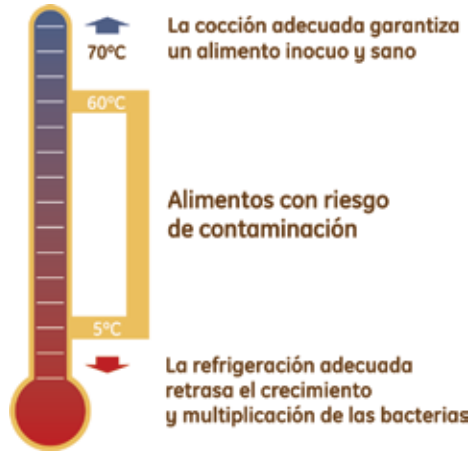 La cocción adecuada garantiza
un alimento inocuo y sano
70ºC
60ºC
Alimentos con riesgo
de contaminación
5ºC
La refrigeración adecuada
retrasa el crecimiento
y multiplicación de las bacterias